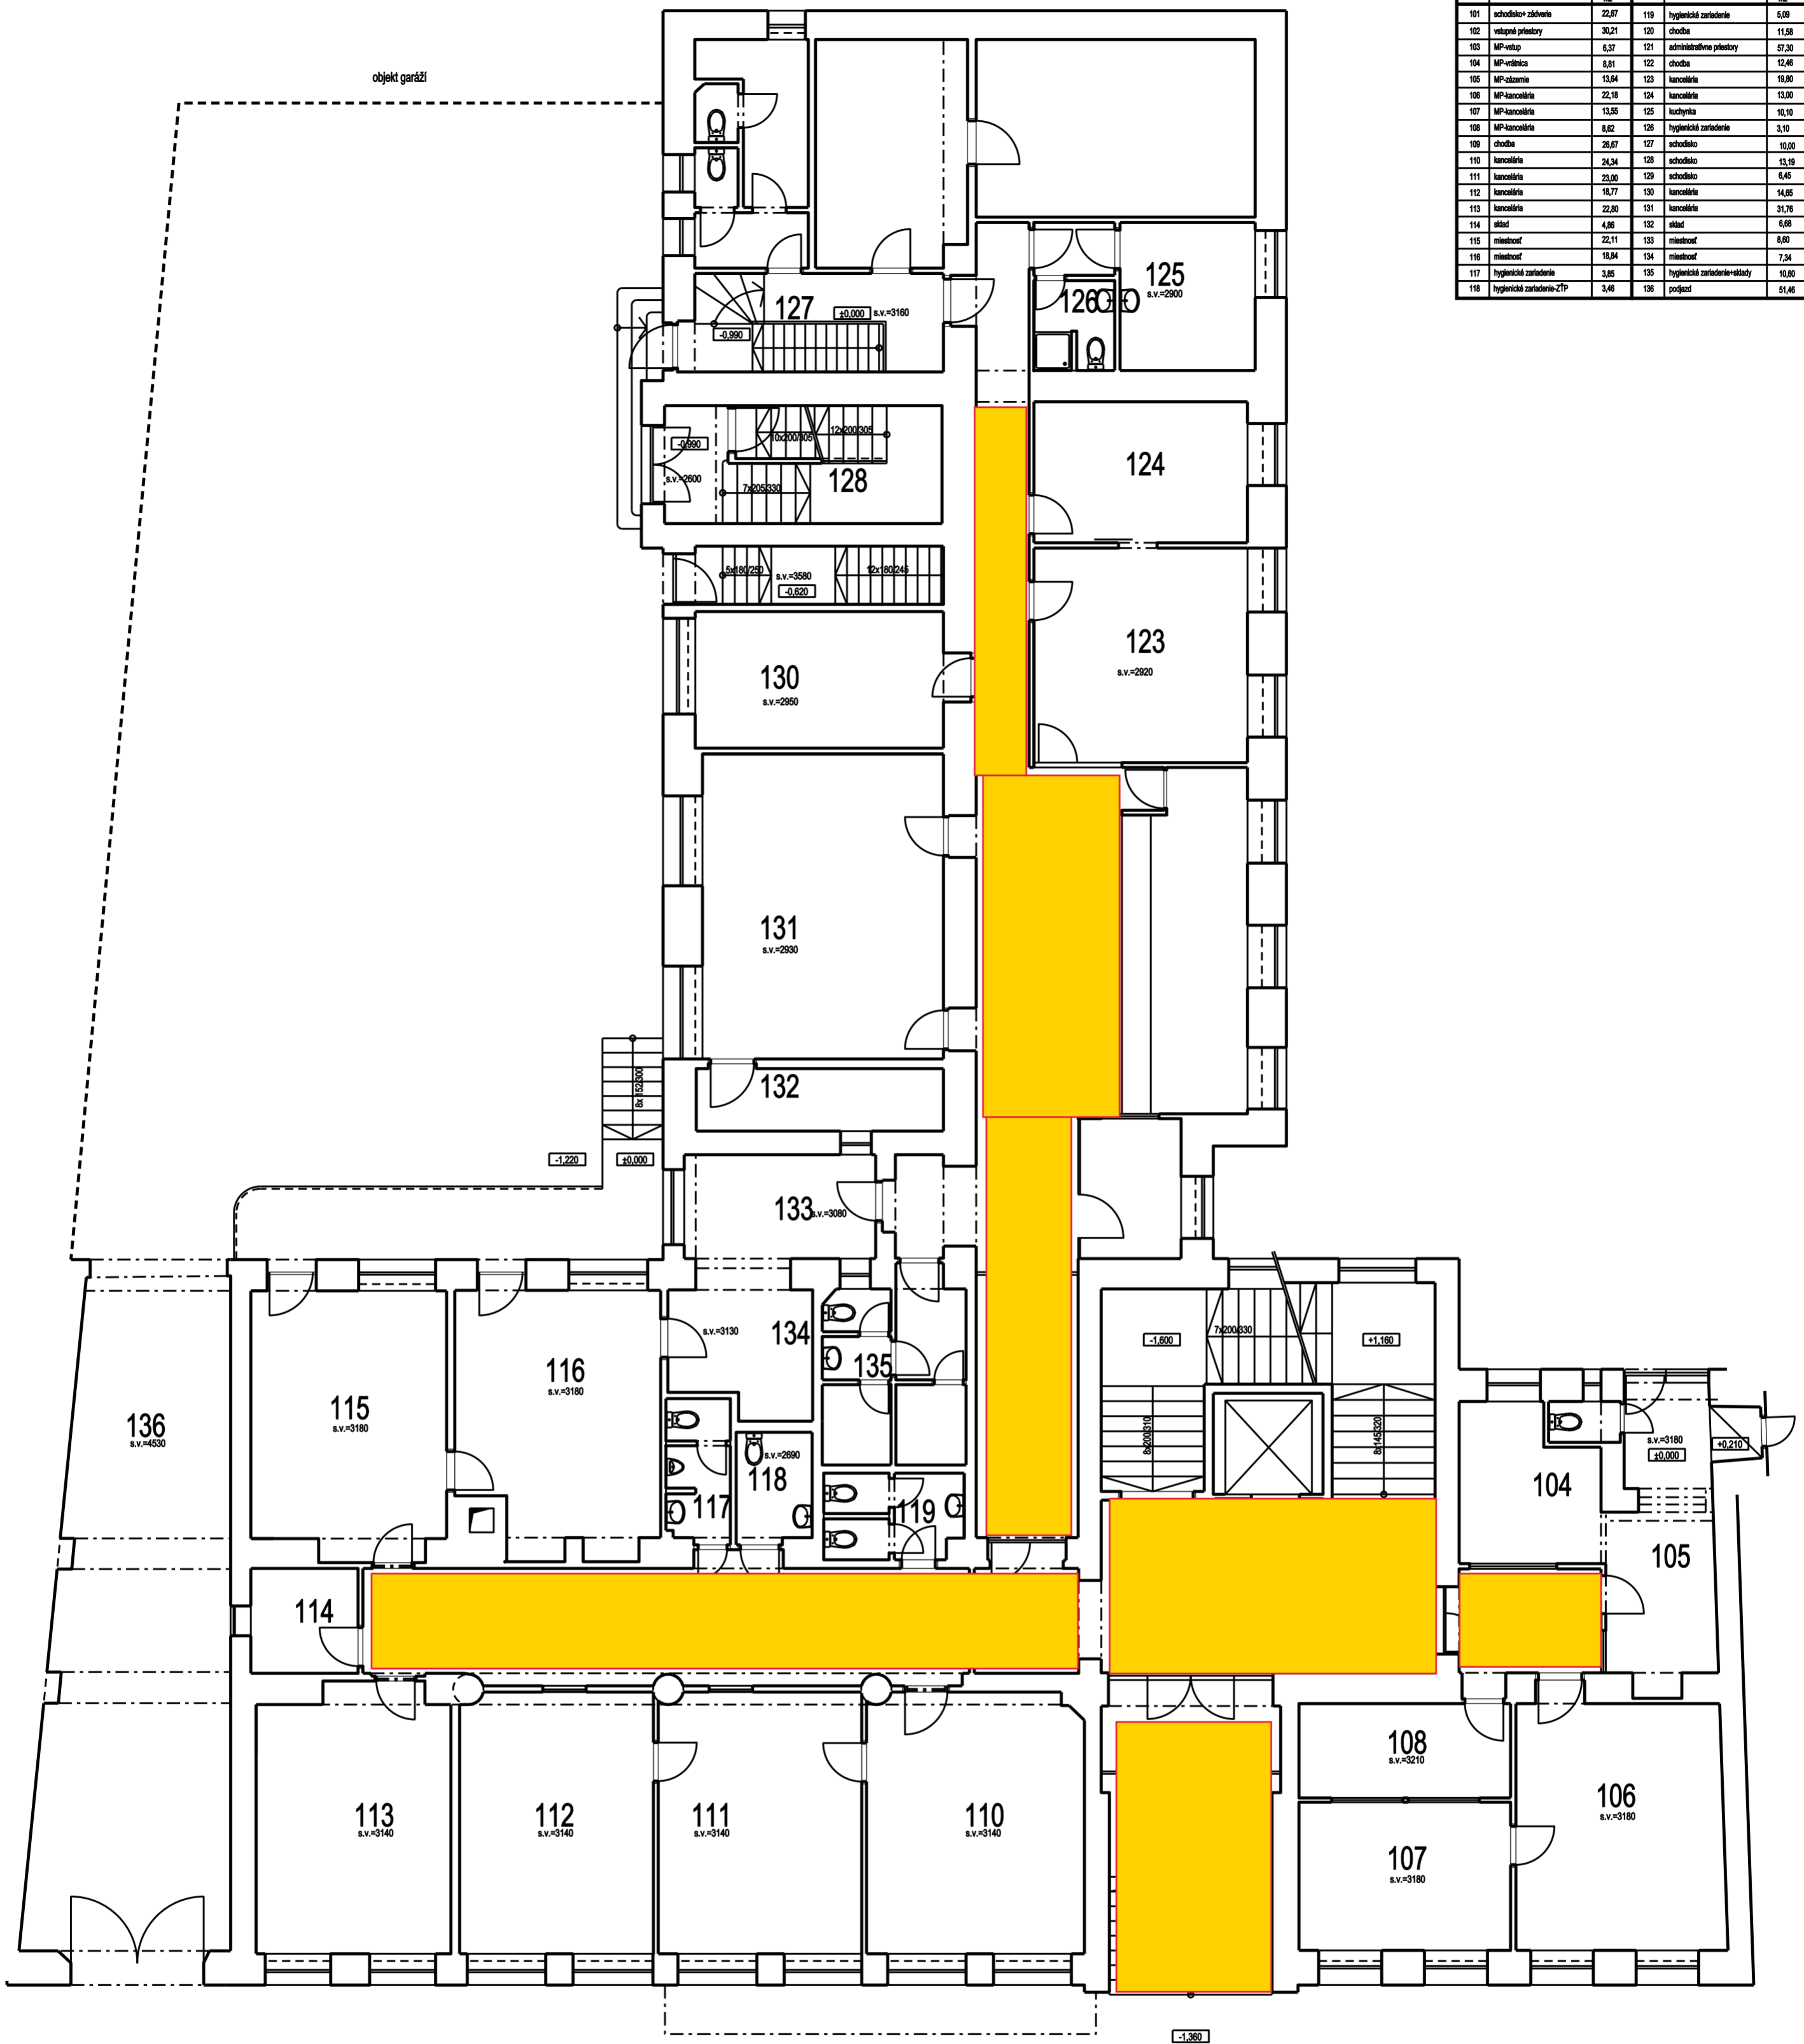 101 schodisko+ zádverie 22,67 119 hygienické zariadenie 5,09
102 vstupné priestory 30,21 120 chodba 11,58
103 MP-vstup 6,37 121 administratívne priestory 57,30
104 MP-vrátnica 8,81 122 chodba 12,46
105 MP-zázemie 13,64 123 kancelária 19,80
106 MP-kancelária 22,18 124 kancelária 13,00
107 MP-kancelária 13,55 125 kuchynka 10,10
108 MP-kancelária 8,62 126 hygienické zariadenie 3,10
109 chodba 26,67 127 schodisko 10,00
110 kancelária 24,34 128 schodisko 13,19
111 kancelária 23,00 129 schodisko 6,45
112 kancelária 18,77 130 kancelária 14,65
113 kancelária 22,80 131 kancelária 31,76
114 sklad 4,86 132 sklad 6,68
115 miestnosť 22,11 133 miestnosť 8,60
116 miestnosť 18,84 134 miestnosť 7,34
117 hygienické zariadenie 3,85 135 hygienické zariadenie+sklady 10,60
118 hygienické zariadenie-ZŤP 3,46 136 podjazd 51,46
objekt garáží
125
s.v.=2900
126
127
±0,000 s.v.=3160
-0,990
-0,990
10x200/305
12x200/305
s.v.=2600
7x205/330
128
124
5x180/250
s.v.=3580
12x180/245
-0,620
123
s.v.=2920
130
s.v.=2950
131
s.v.=2930
132
8x152/300
-1,220
±0,000
133
s.v.=3080
s.v.=3130
134
135
-1,600
7x200/330
+1,160
116
s.v.=3180
115
s.v.=3180
136
s.v.=4530
8x200/310
8x145/320
s.v.=3180
±0,000
+0,210
s.v.=2690
118
117
119
104
105
114
108
s.v.=3210
106
s.v.=3180
113
s.v.=3140
112
s.v.=3140
111
s.v.=3140
110
s.v.=3140
107
s.v.=3180
-1,360